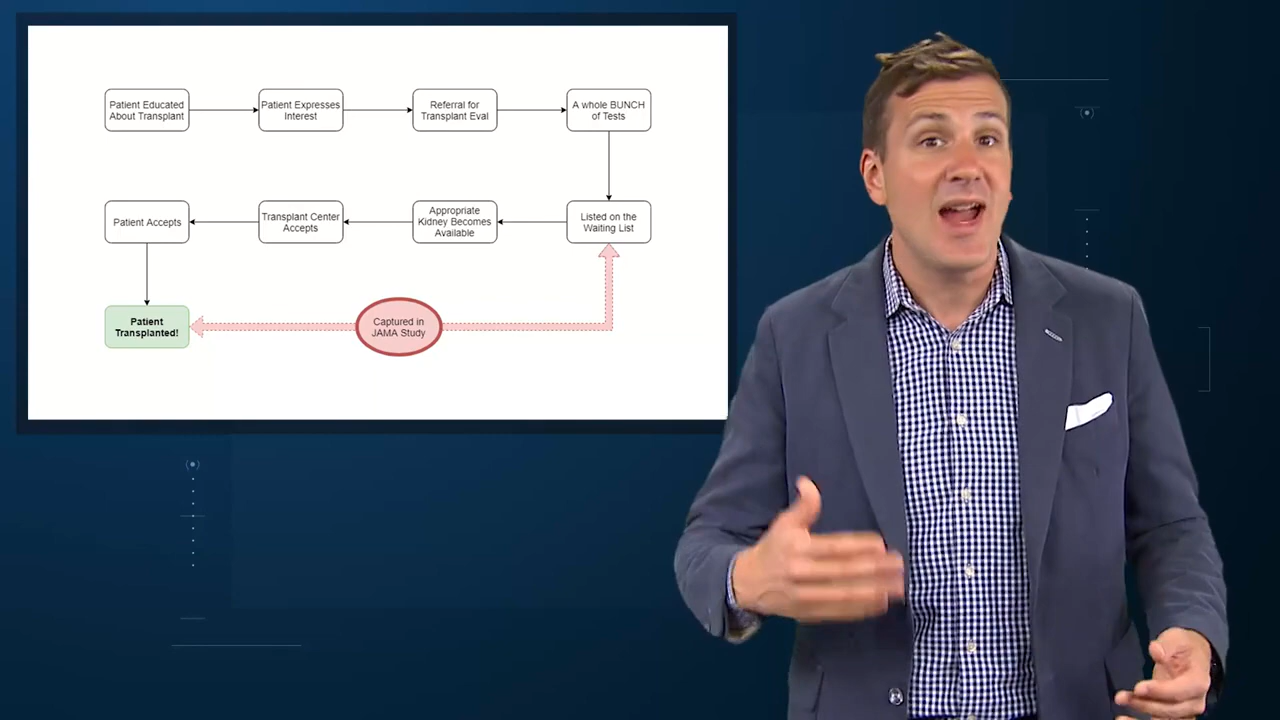 Patient Educated
About Transplant
Patient Expresses
Interest
Referral for
Transplant Eval
A whole BUNCH
of Tests
Patient Accepts
Transplant Center
Accepts
Appropriate
Kidney Becomes
Available
Listed on the
Waiting List
Patient
Transplanted!
Captured in
JAMA Study